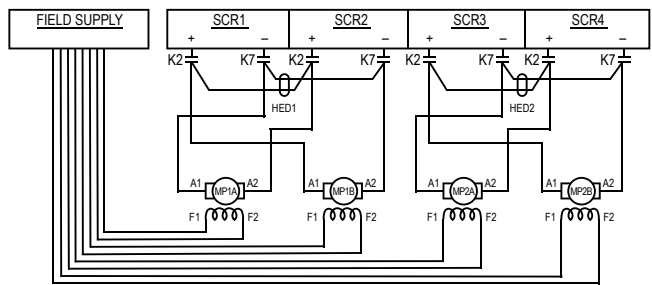 FIELD SUPPLY SCR1 SCR2 SCR3 SCR4
+ – + – + – + –
K2 K7 K2 K7 K2 K7 K2 K7
HED1 HED2
A1 MP1A A2 A1 MP1B A2 A1 MP2A A2 A1 MP2B A2
F1 F2 F1 F2 F1 F2 F1 F2